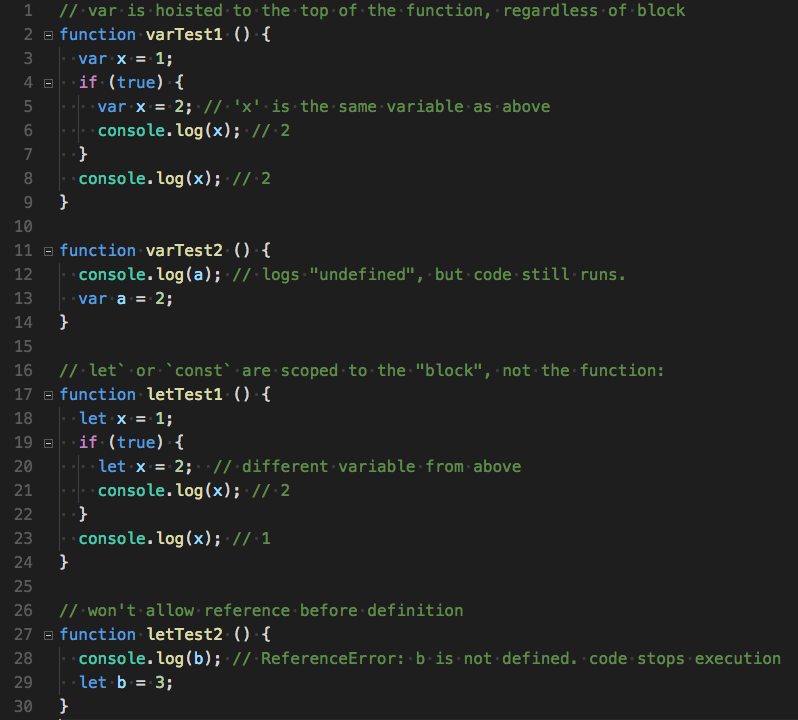 1 // var is hoisted to the top of the function, regardless of block
2 function varTest1 () {
3   var x = 1;
4   if (true) {
5     var x = 2; // 'x' is the same variable as above
6     console.log(x); // 2
7   }
8   console.log(x); // 2
9 }
10
11 function varTest2 () {
12   console.log(a); // logs "undefined", but code still runs.
13   var a = 2;
14 }
15
16 // let` or `const` are scoped to the "block", not the function:
17 function letTest1 () {
18   let x = 1;
19   if (true) {
20     let x = 2;  // different variable from above
21     console.log(x); // 2
22   }
23   console.log(x); // 1
24 }
25
26 // won't allow reference before definition
27 function letTest2 () {
28   console.log(b); // ReferenceError: b is not defined. code stops execution
29   let b = 3;
30 }